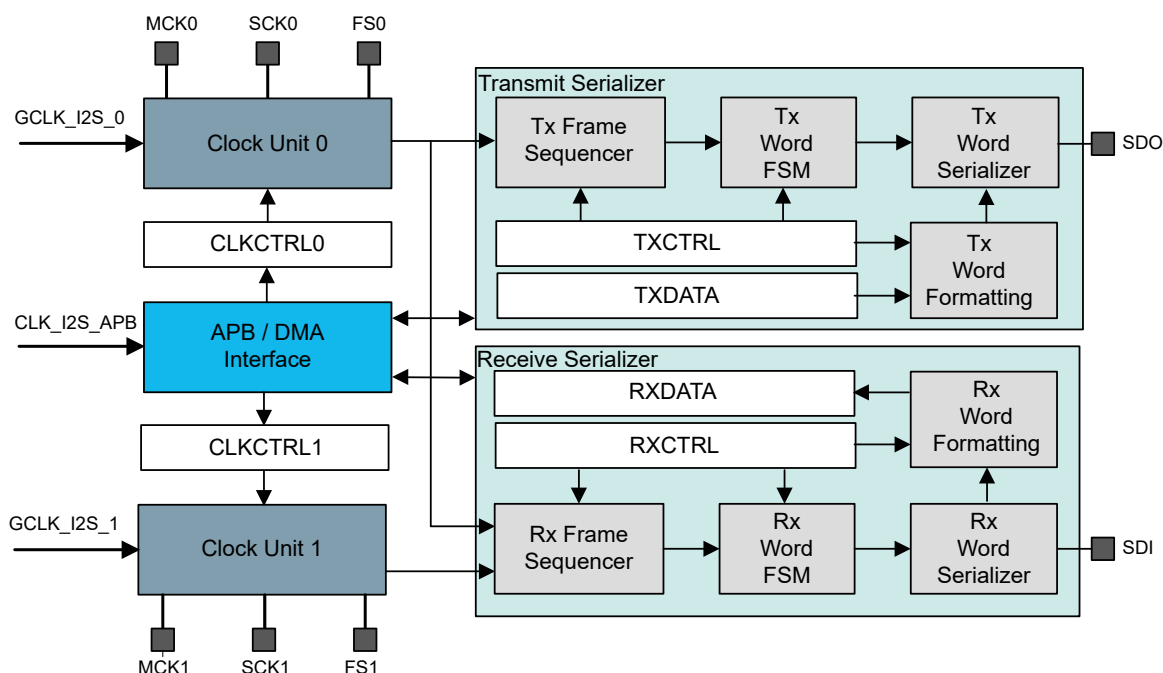 MCK0
SCK0
FS0
GCLK_I2S_0
Clock Unit 0
CLKCTRL0
CLK_I2S_APB
APB / DMA
Interface
CLKCTRL1
GCLK_I2S_1
Clock Unit 1
MCK1
SCK1
FS1
Transmit Serializer
Tx Frame
Sequencer
Tx
Word
FSM
Tx
Word
Serializer
SDO
TXCTRL
TXDATA
Tx
Word
Formatting
Receive Serializer
RXDATA
RXCTRL
Rx
Word
Formatting
Rx Frame
Sequencer
Rx
Word
FSM
Rx
Word
Serializer
SDI